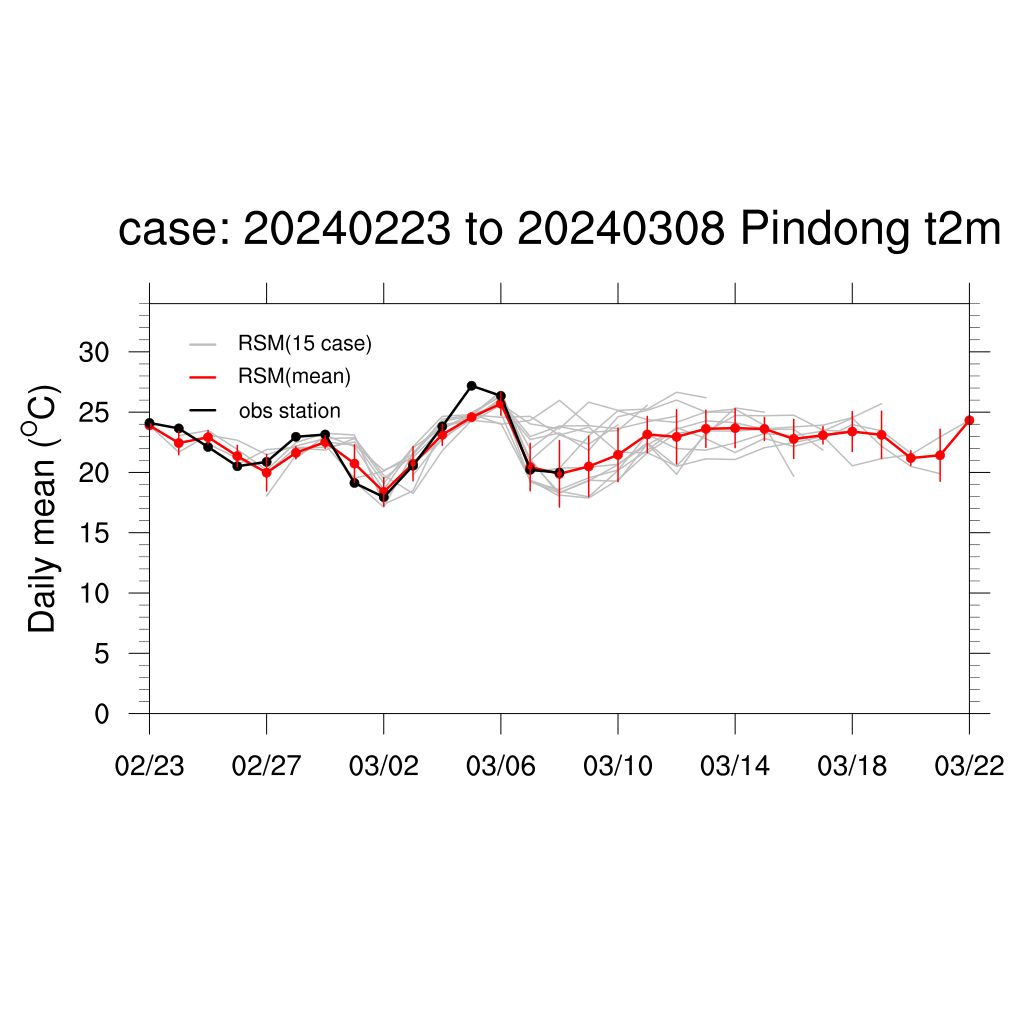 case: 20240223 to 20240308 Pindong t2m
RSM(15 case)
RSM(mean)
obs station
Daily mean (°C)
30
25
20
15
10
5
0
02/23 02/27 03/02 03/06 03/10 03/14 03/18 03/22